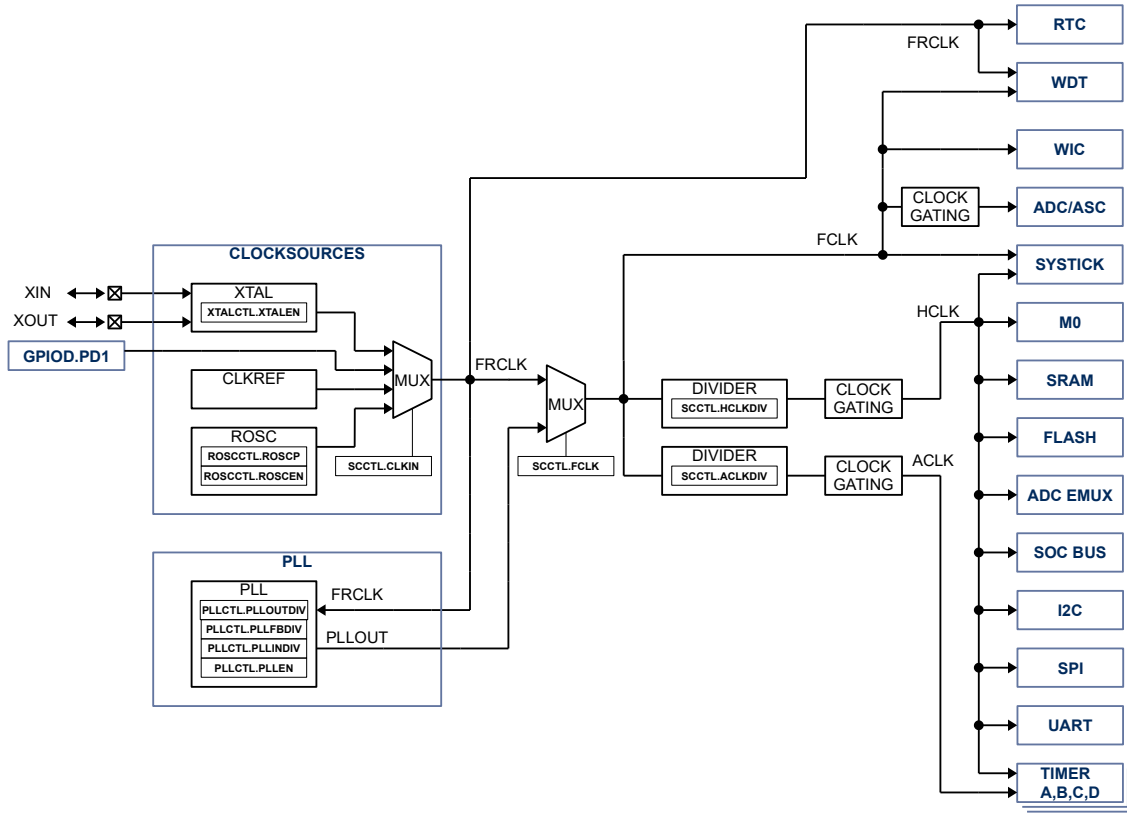 RTC
FRCLK
WDT
WIC
CLOCK
GATING
ADC/ASC
FCLK
CLOCKSOURCES
SYSTICK
XIN
XTAL
XTALCTL.XTALEN
XOUT
HCLK
M0
GPIOD.PD1
FRCLK
CLKREF
MUX
MUX
DIVIDER
SCCTL.HCLKDIV
CLOCK
GATING
SRAM
ROSC
ROSCCTL.ROSCP
ROSCCTL.ROSCEN
SCCTL.CLKIN
SCCTL.FCLK
DIVIDER
SCCTL.ACLKDIV
CLOCK
GATING
ACLK
FLASH
ADC EMUX
SOC BUS
PLL
PLL
PLLCTL.PLLOUTDIV
PLLCTL.PLLFBDIV
PLLCTL.PLLINDIV
PLLCTL.PLLEN
FRCLK
PLLOUT
I2C
SPI
UART
TIMER
A,B,C,D